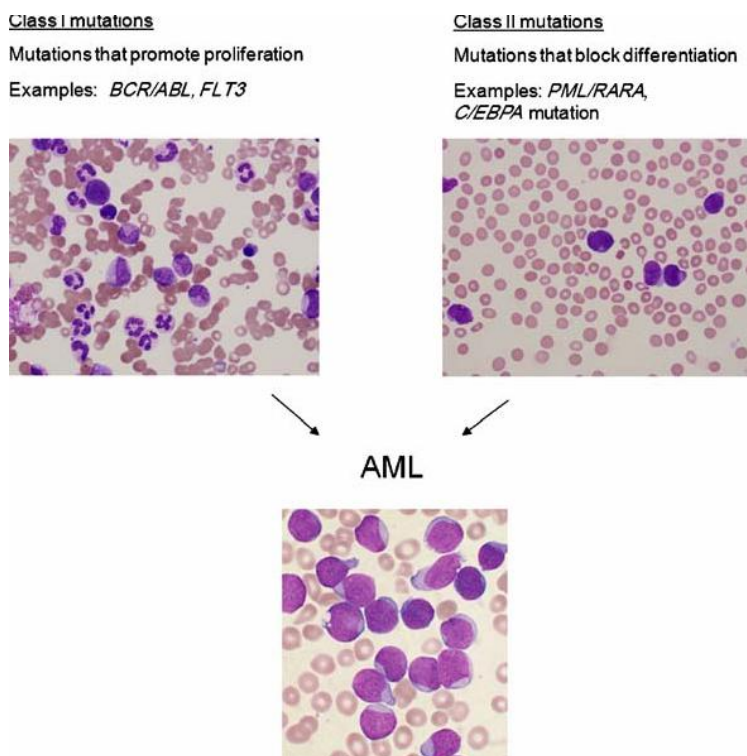 Class I mutations
Mutations that promote proliferation
Examples: BCR/ABL, FLT3
Class II mutations
Mutations that block differentiation
Examples: PML/RARA,
C/EBPA mutation
AML